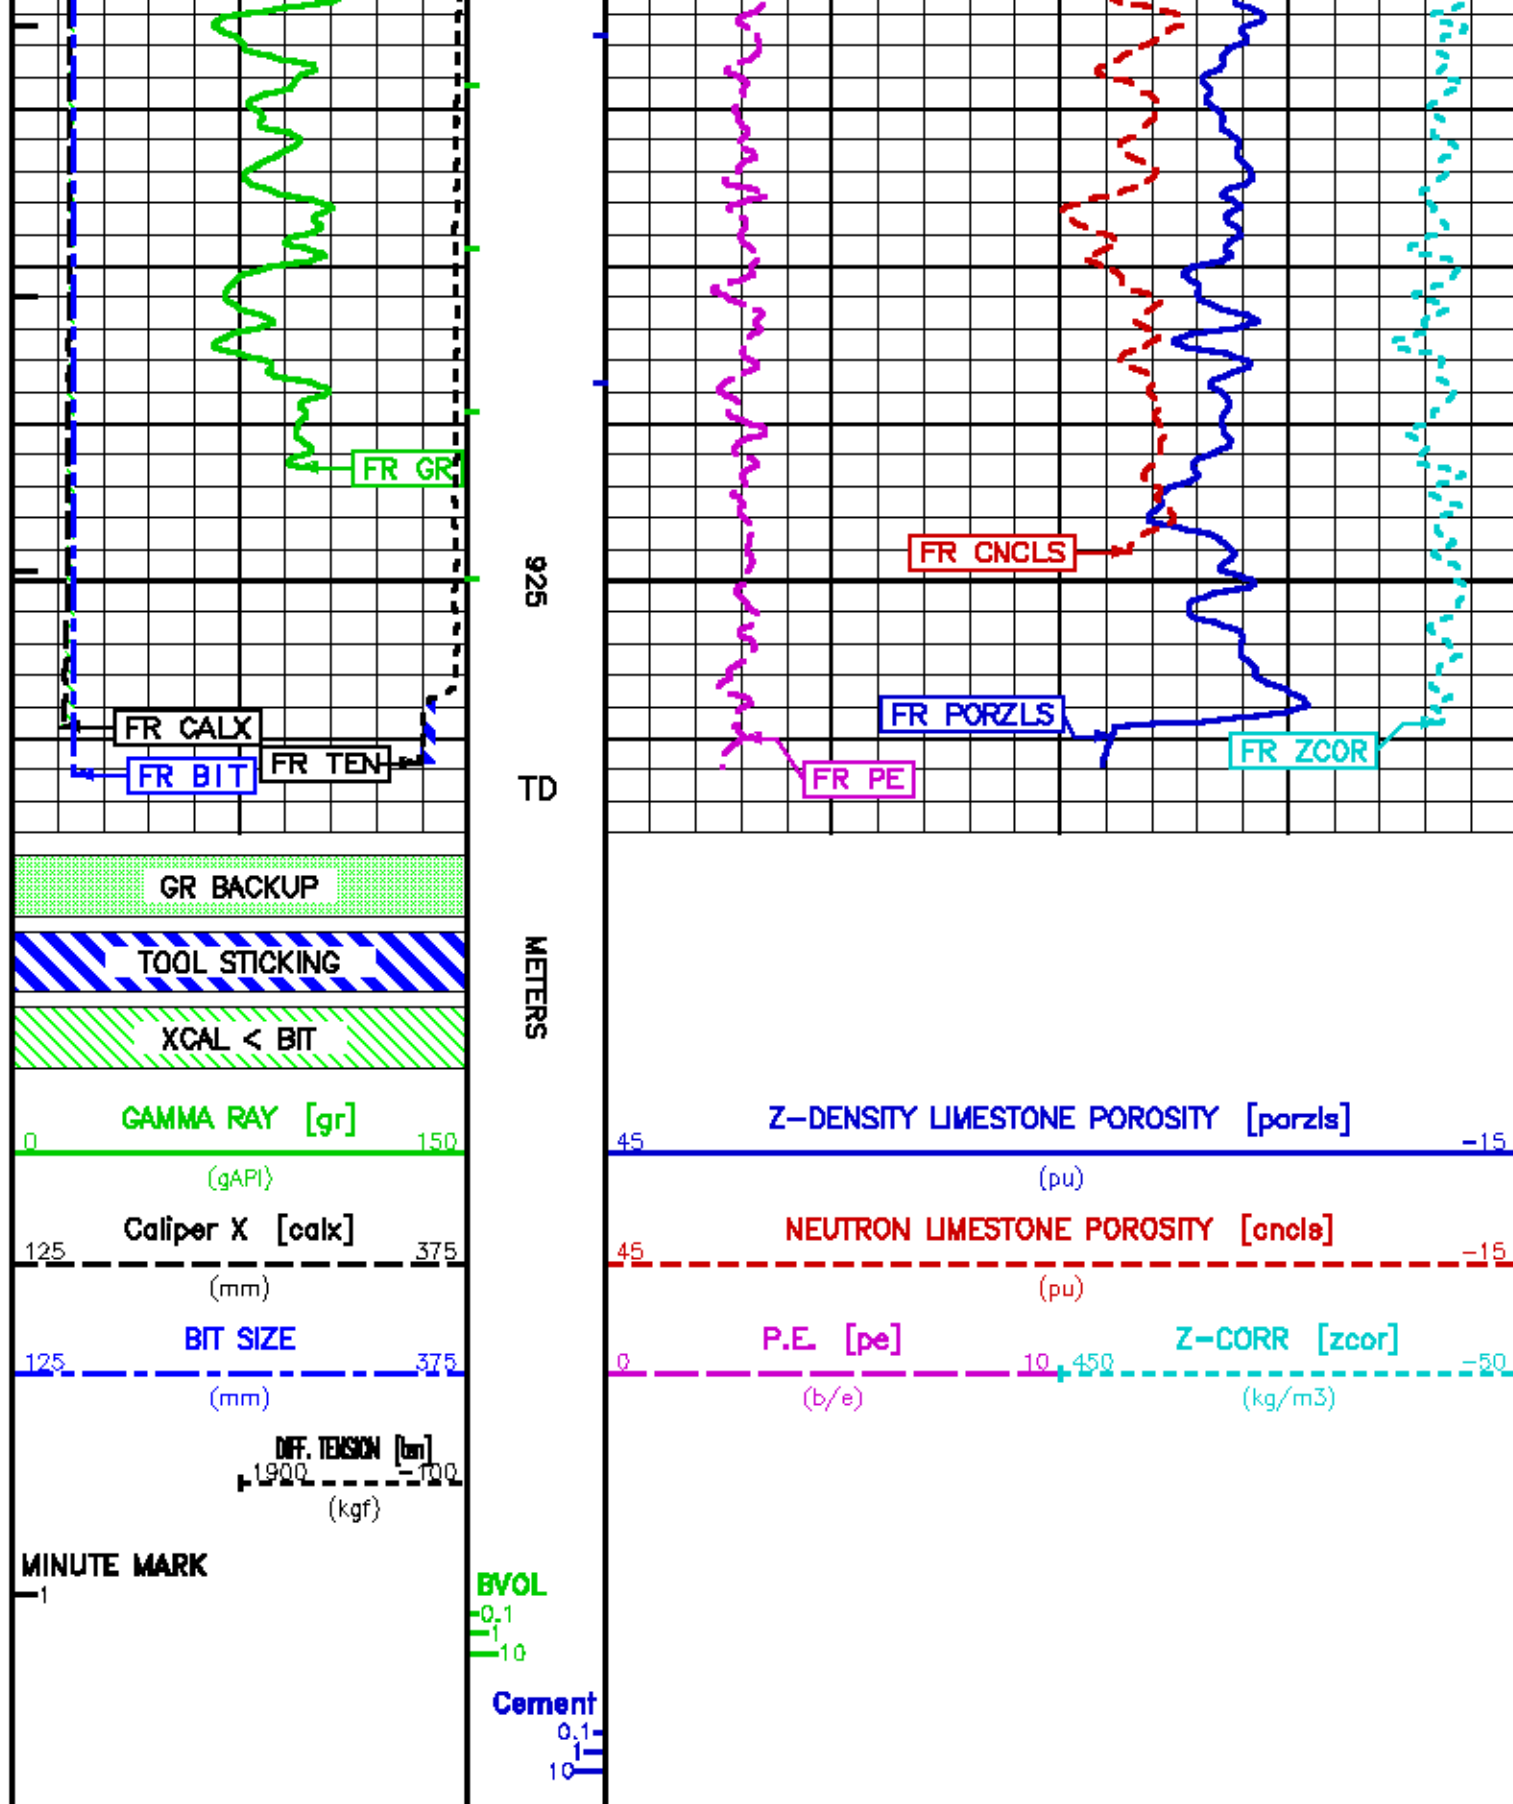 FR GR
925
FR CNCLS
FR PORZLS
FR CALX
FR ZCOR
FR TEN
FR BIT
FR PE
TD
GR BACKUP
TOOL STICKING
METERS
XCAL < BIT
GAMMA RAY [gr]
0 150
(gAPI)
Z-DENSITY LIMESTONE POROSITY [porzls]
45 -15
(pu)
Caliper X [calx]
125 375
(mm)
NEUTRON LIMESTONE POROSITY [cncls]
45 -15
(pu)
BIT SIZE
125 375
(mm)
P.E. [pe]
0 10
(b/e)
Z-CORR [zcor]
450 -50
(kg/m3)
DIFF. TENSION [ten]
1900 -100
(kgf)
MINUTE MARK
1
BVOL
0.1
1
10
Cement
0.1
1
10